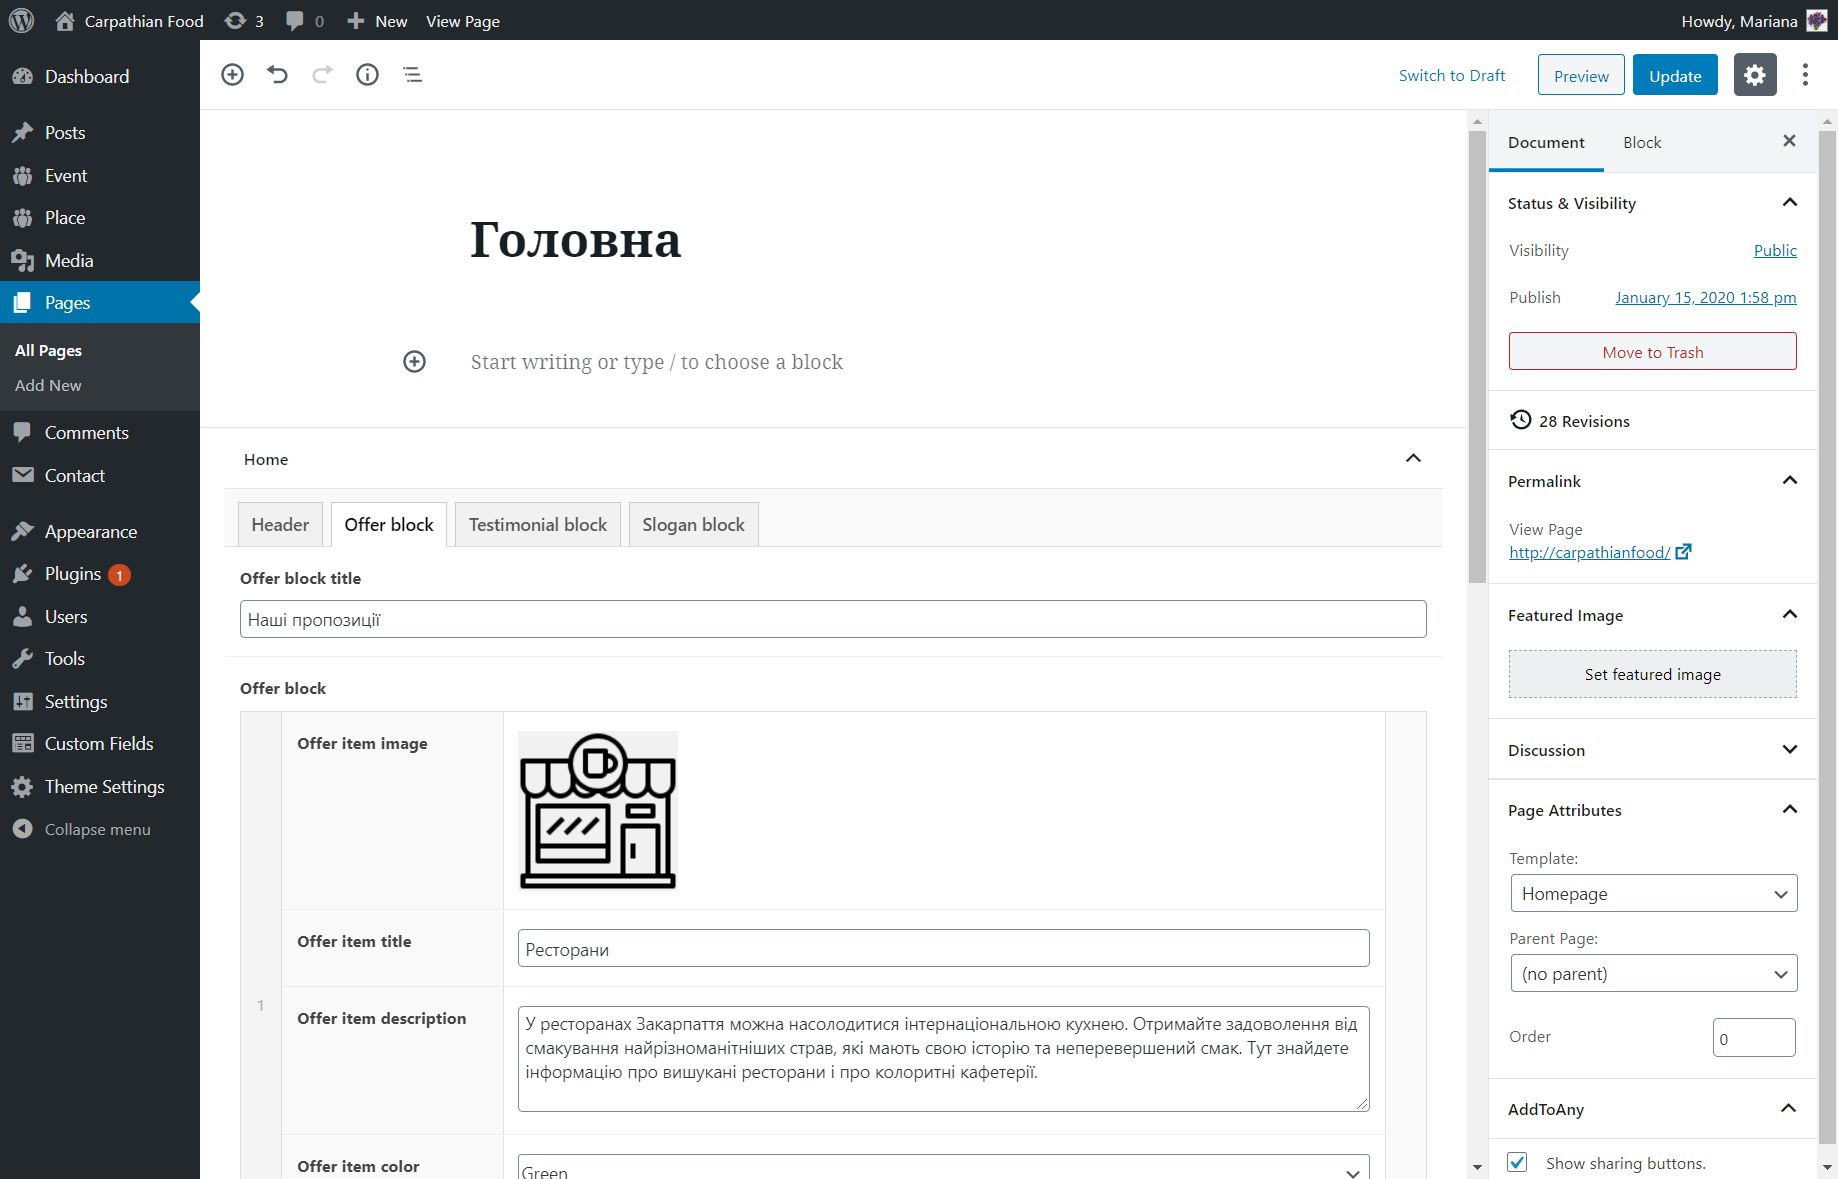 Carpathian Food 3 0 New View Page Howdy, Mariana
Dashboard
Posts
Event
Place
Media
Pages
All Pages
Add New
Comments
Contact
Appearance
Plugins 1
Users
Tools
Settings
Custom Fields
Theme Settings
Collapse menu
Switch to Draft Preview Update
Головна
Start writing or type / to choose a block
Home
Header Offer block Testimonial block Slogan block
Offer block title
Наші пропозиції
Offer block
1
Offer item image
Offer item title
Ресторани
Offer item description
У ресторанах Закарпаття можна насолодитися інтернаціональною кухнею. Отримайте задоволення від
смакування найрізноманітніших страв, які мають свою історію та неперевершений смак. Тут знайдете
інформацію про вишукані ресторани і про колоритні кафетерії.
Offer item color
Green
Document Block
Status & Visibility
Visibility Public
Publish January 15, 2020 1:58 pm
Move to Trash
28 Revisions
Permalink
View Page
http://carpathianfood/
Featured Image
Set featured image
Discussion
Page Attributes
Template:
Homepage
Parent Page:
(no parent)
Order 0
AddToAny
Show sharing buttons.